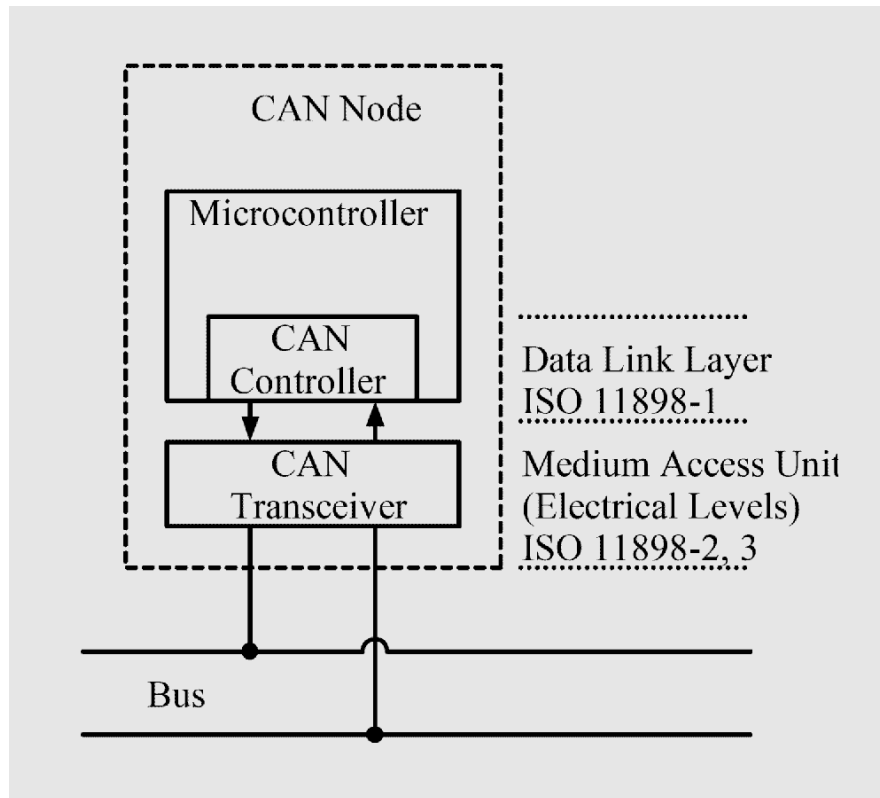 CAN Node
Microcontroller
CAN
Controller
CAN
Transceiver
Data Link Layer
ISO 11898-1
Medium Access Unit
(Electrical Levels)
ISO 11898-2, 3
Bus